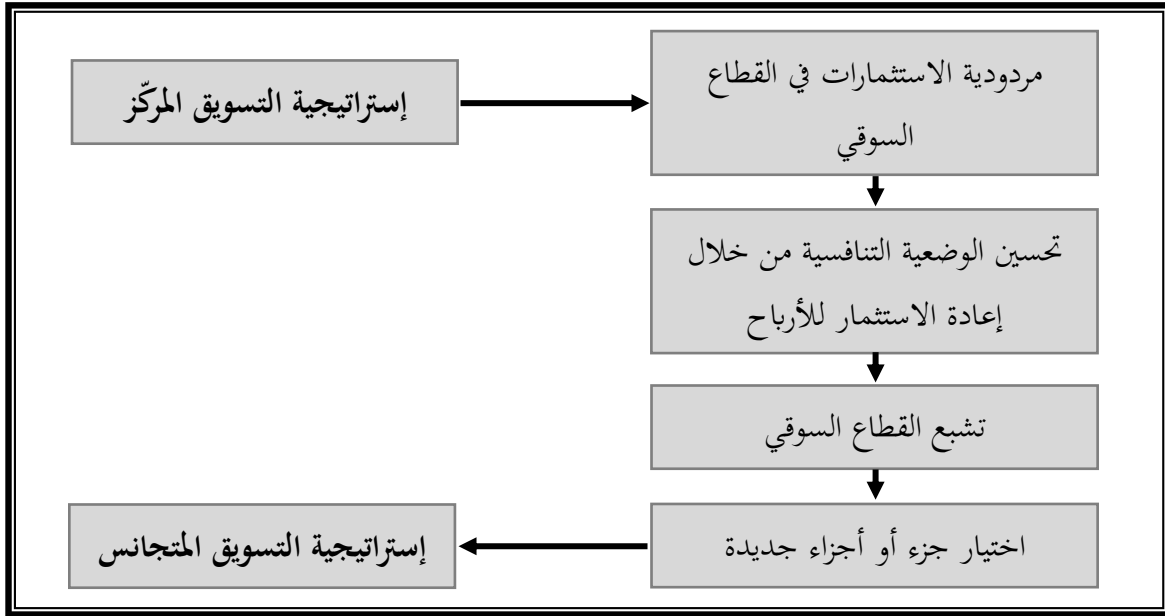 إستراتيجية التسويق المركّز
مردودية الاستثمارات في القطاع
السوقي
تحسين الوضعية التنافسية من خلال
إعادة الاستثمار للأرباح
تشبع القطاع السوقي
اختيار جزء أو أجزاء جديدة
إستراتيجية التسويق المتجانس